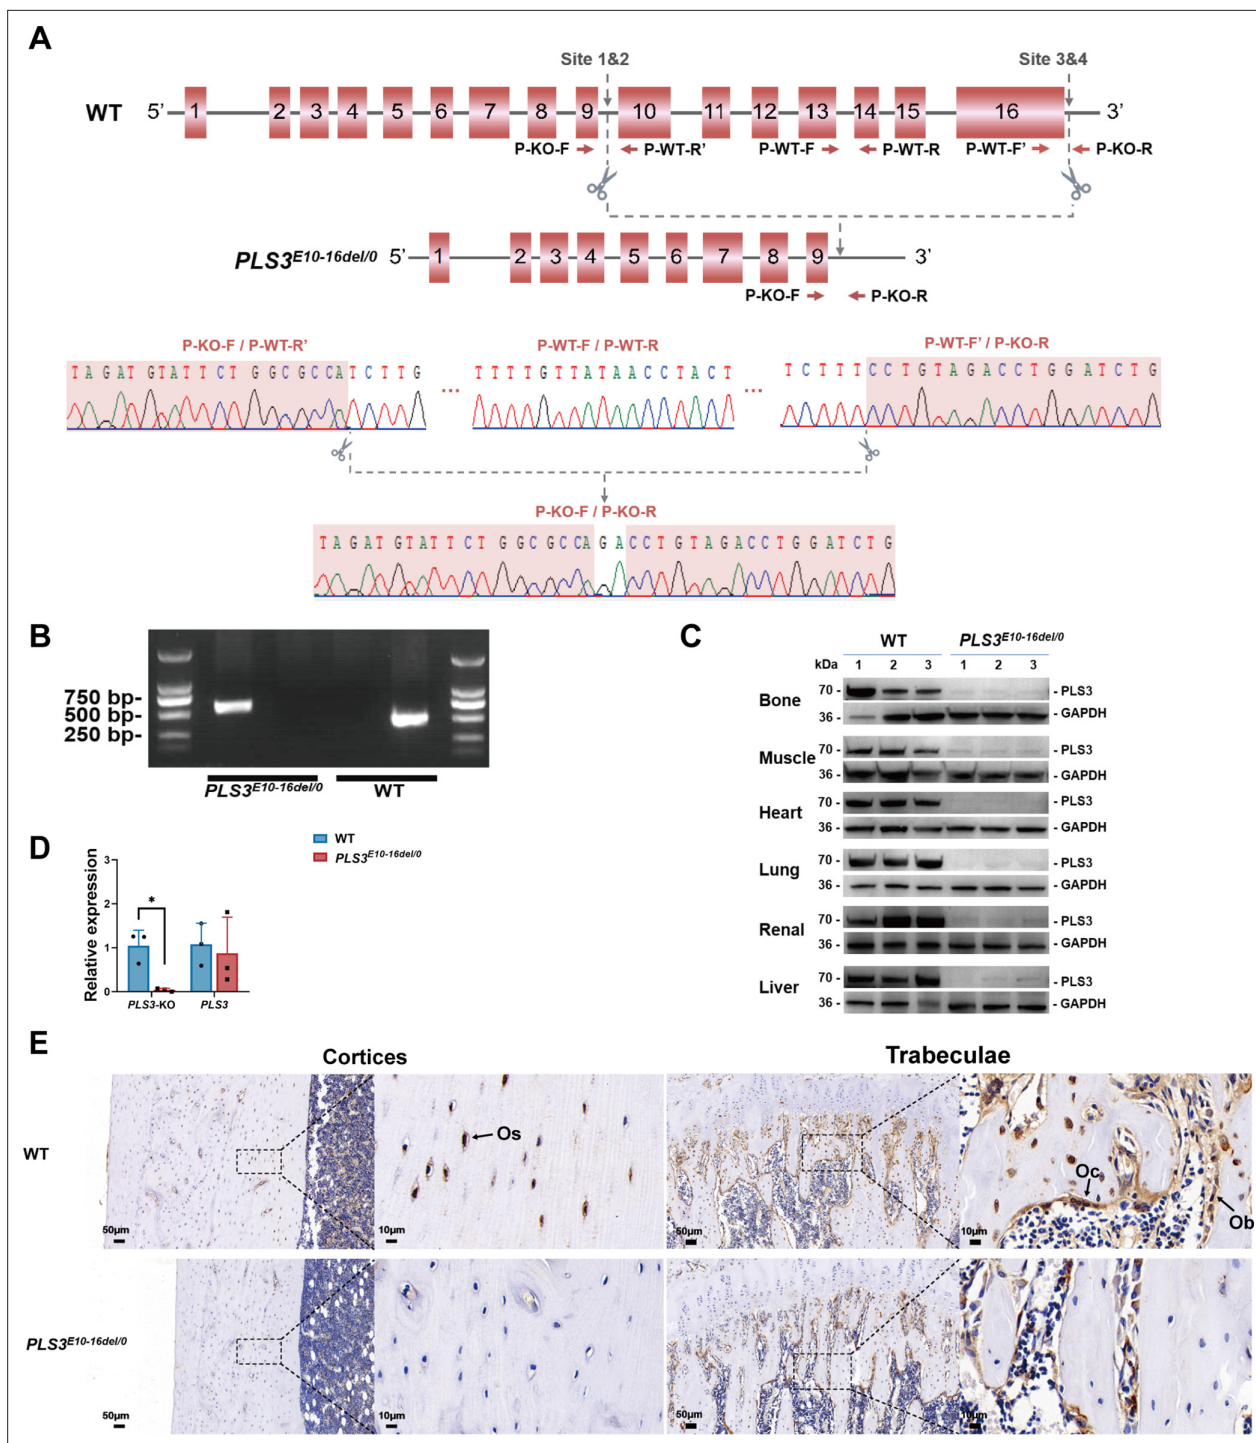 A
Site 1&2
Site 3&4
WT
5’
1
2
3
4
5
6
7
8
9
10
11
12
13
14
15
16
3’
P-KO-F
P-WT-R’
P-WT-F
P-WT-R
P-WT-F’
P-KO-R
PLS3E10-16del/0
5’
1
2
3
4
5
6
7
8
9
3’
P-KO-F
P-KO-R
P-KO-F / P-WT-R’
P-WT-F / P-WT-R
P-WT-F’ / P-KO-R
TAGATGTATTCTGGCGCCATCTTG
...
TTTTGTTATAACCTACT
...
TCTTTCCTGTAGACCTGGATCTG
P-KO-F / P-KO-R
TAGATGTATTCTGGCGCCAGACCTGTAGACCTGGATCTG
B
750 bp-
500 bp-
250 bp-
PLS3E10-16del/0
WT
C
WT
PLS3E10-16del/0
kDa
1
2
3
1
2
3
Bone
70 -
- PLS3
36 -
- GAPDH
Muscle
70 -
- PLS3
36 -
- GAPDH
Heart
70 -
- PLS3
36 -
- GAPDH
Lung
70 -
- PLS3
36 -
- GAPDH
Renal
70 -
- PLS3
36 -
- GAPDH
Liver
70 -
- PLS3
36 -
- GAPDH
D
WT
PLS3E10-16del/0
Relative expression
3
2
1
0
*
PLS3-KO
PLS3
E
Cortices
Trabeculae
WT
Os
Oc
Ob
50μm
10μm
50μm
10μm
PLS3E10-16del/0
50μm
10μm
50μm
10μm